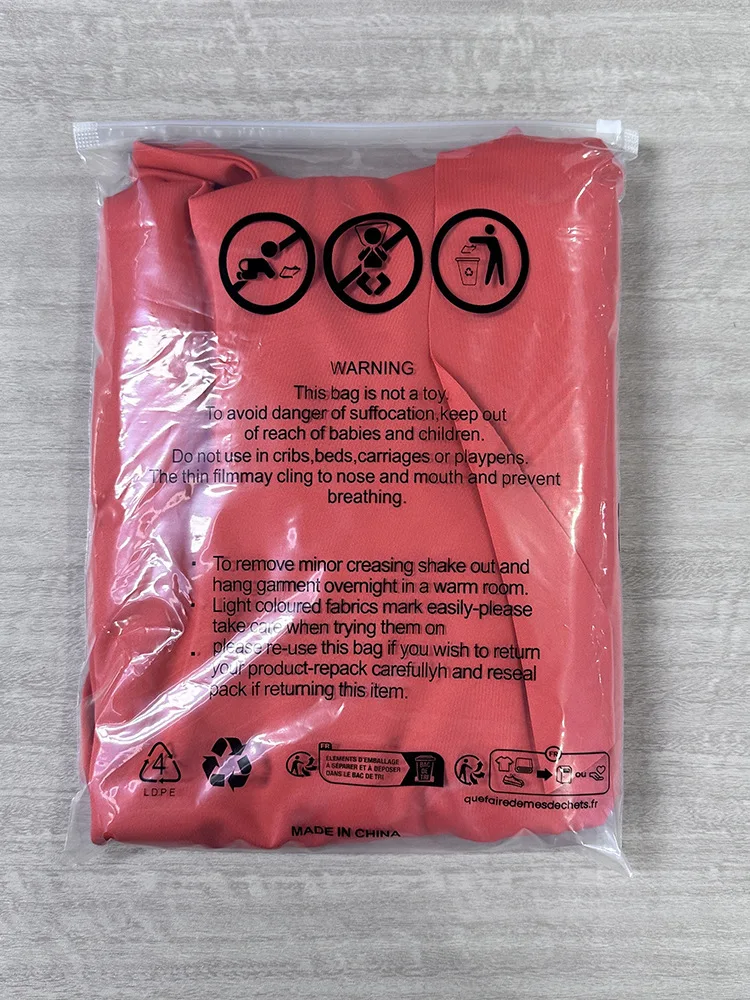 WARNING
This bag is not a toy.
To avoid danger of suffocation,keep out
of reach of babies and children.
Do not use in cribs,beds,carriages or playpens.
The thin filmmay cling to nose and mouth and prevent
breathing.
. To remove minor creasing shake out and
hang garment overnight in a warm room.
. Light coloured fabrics mark easily-please
take care when trying them on
. please re-use this bag if you wish to return
your product-repack carefullyh and reseal
pack if returning this item.
4
L.D.P.E
FR
ELEMENTS D'EMBALLAGE
À SÉPARER ET À DÉPOSER
DANS LE BAC DE TRI
BAC
DE
TRI
FR
OU
quefairedemesdechets.fr
MADE IN CHINA